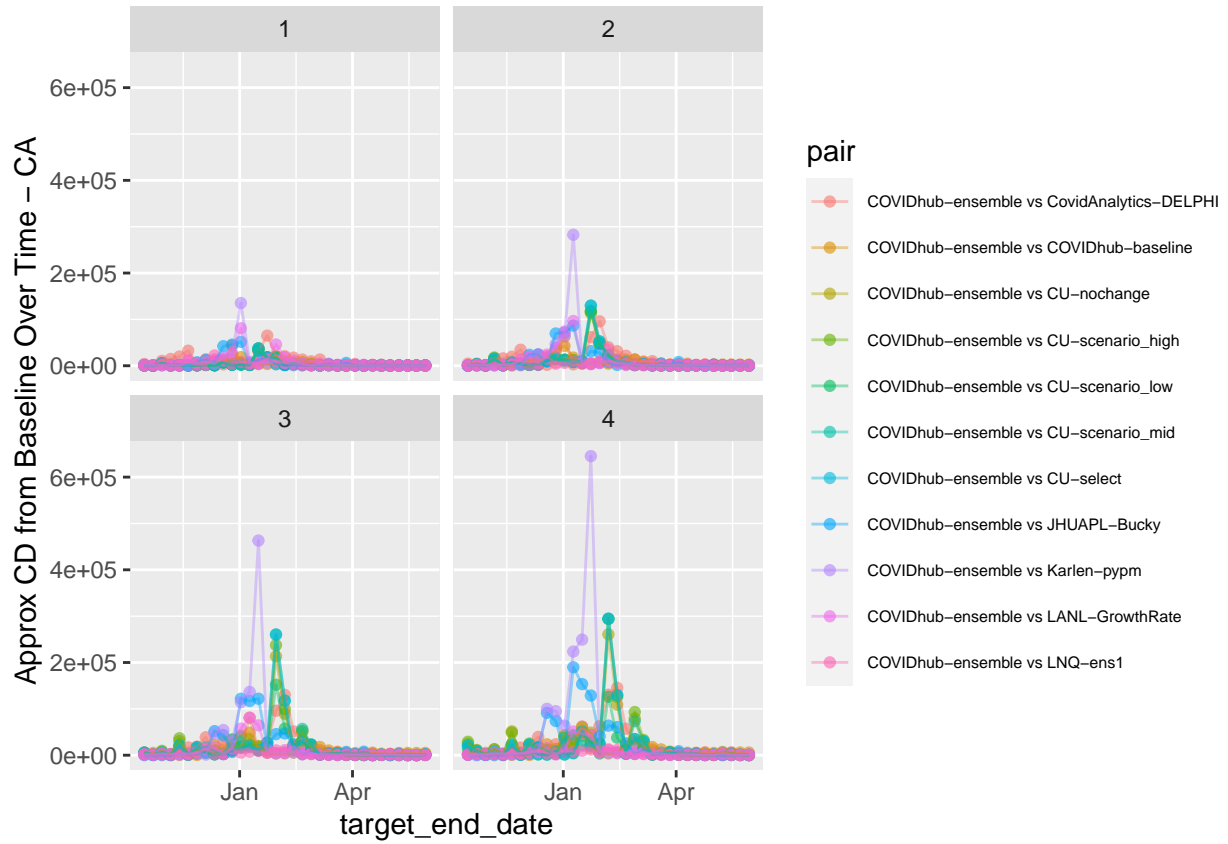 1
2
6e+05
4e+05
2e+05
0e+00
3
4
6e+05
4e+05
2e+05
0e+00
Jan
Apr
Jan
Apr
target_end_date
Approx CD from Baseline Over Time − CA
pair
COVIDhub−ensemble vs CovidAnalytics−DELPHI
COVIDhub−ensemble vs COVIDhub−baseline
COVIDhub−ensemble vs CU−nochange
COVIDhub−ensemble vs CU−scenario_high
COVIDhub−ensemble vs CU−scenario_low
COVIDhub−ensemble vs CU−scenario_mid
COVIDhub−ensemble vs CU−select
COVIDhub−ensemble vs JHUAPL−Bucky
COVIDhub−ensemble vs Karlen−pypm
COVIDhub−ensemble vs LANL−GrowthRate
COVIDhub−ensemble vs LNQ−ens1